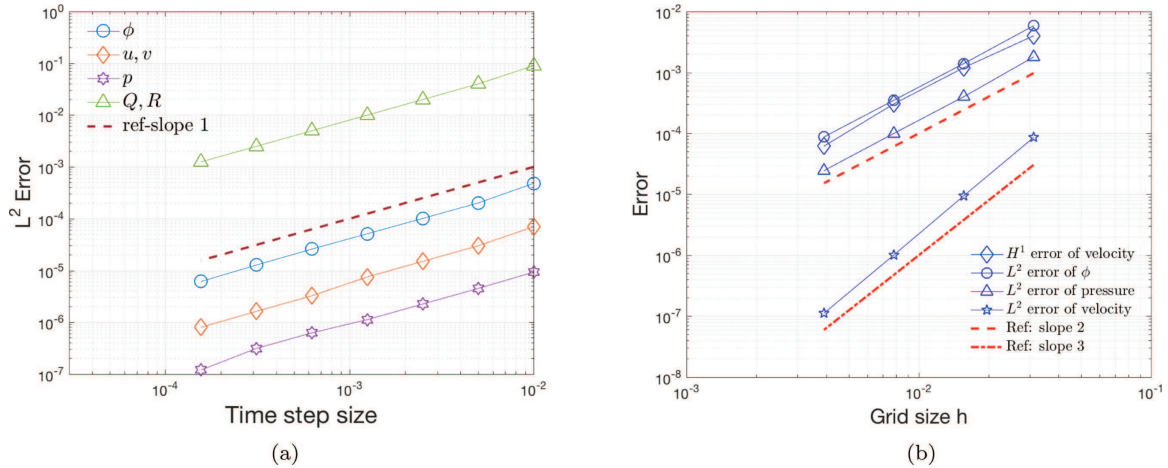 10^0
10^-1
10^-2
10^-3
10^-4
10^-5
10^-6
10^-7
L^2 Error
ϕ
u, v
p
Q, R
ref-slope 1
10^-4
10^-3
10^-2
Time step size
(a)
10^-2
10^-3
10^-4
10^-5
10^-6
10^-7
10^-8
Error
H^1 error of velocity
L^2 error of ϕ
L^2 error of pressure
L^2 error of velocity
Ref: slope 2
Ref: slope 3
10^-3
10^-2
10^-1
Grid size h
(b)